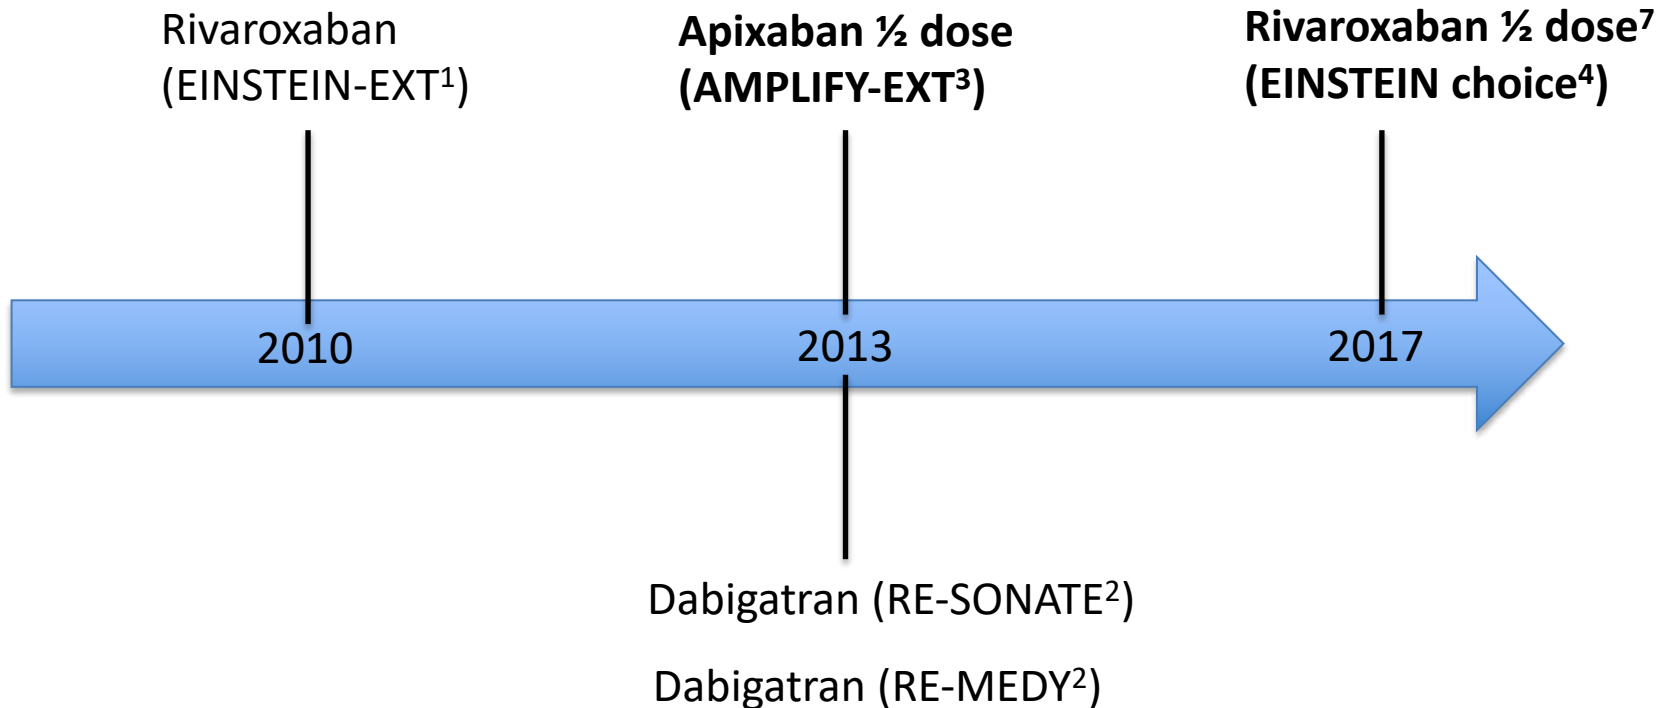 Rivaroxaban
(EINSTEIN-EXT¹)
Apixaban ½ dose
(AMPLIFY-EXT³)
Rivaroxaban ½ dose⁷
(EINSTEIN choice⁴)
2010
2013
2017
Dabigatran (RE-SONATE²)
Dabigatran (RE-MEDY²)